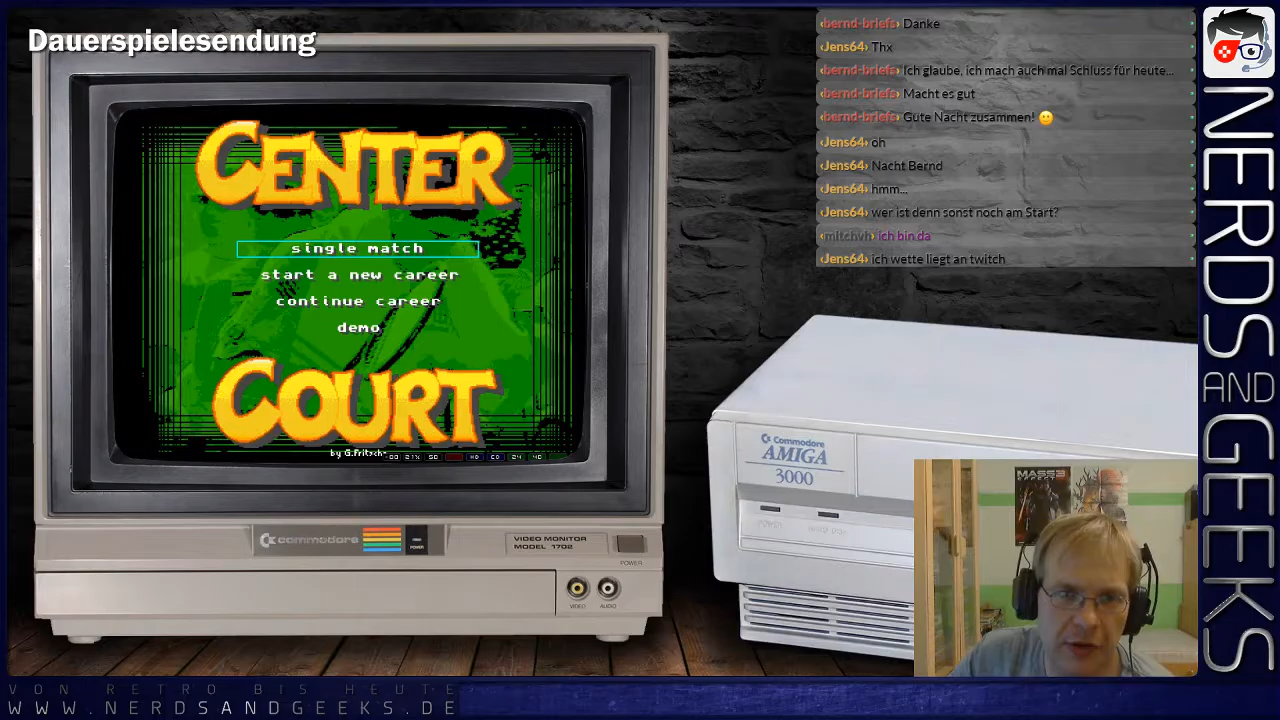 Dauerspielesendung
CENTER
single match
start a new career
continue career
demo
COURT
by G.Fritsch
commodore
POWER
VIDEO MONITOR
MODEL 1702
POWER
VIDEO
AUDIO
‹bernd-briefs› Danke
‹Jens64› Thx
‹bernd-briefs› Ich glaube, ich mach auch mal Schluss für heute...
‹bernd-briefs› Macht es gut
‹bernd-briefs› Gute Nacht zusammen! 🙂
‹Jens64› öh
‹Jens64› Nacht Bernd
‹Jens64› hmm...
‹Jens64› wer ist denn sonst noch am Start?
‹mitchvh› ich bin da
‹Jens64› ich wette liegt an twitch
Commodore
AMIGA
3000
POWER
MASS
NERDS AND GEEKS
VON RETRO BIS HEUTE
WWW.NERDSANDGEEKS.DE